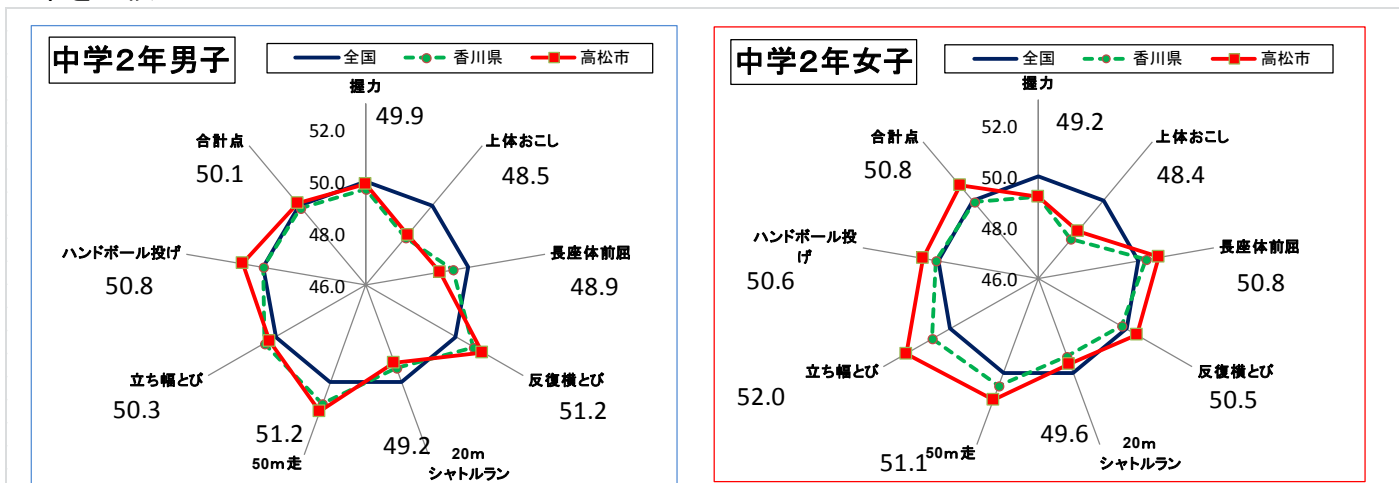 中学２年男子
全国
香川県
高松市
握力
49.9
上体おこし
48.5
長座体前屈
48.9
反復横とび
51.2
20m
シャトルラン
49.2
50m走
51.2
立ち幅とび
50.3
ハンドボール投げ
50.8
合計点
50.1
52.0
50.0
48.0
46.0
中学２年女子
全国
香川県
高松市
握力
49.2
上体おこし
48.4
長座体前屈
50.8
反復横とび
50.5
20m
シャトルラン
49.6
50m走
51.1
立ち幅とび
52.0
ハンドボール投
げ
50.6
合計点
50.8
52.0
50.0
48.0
46.0